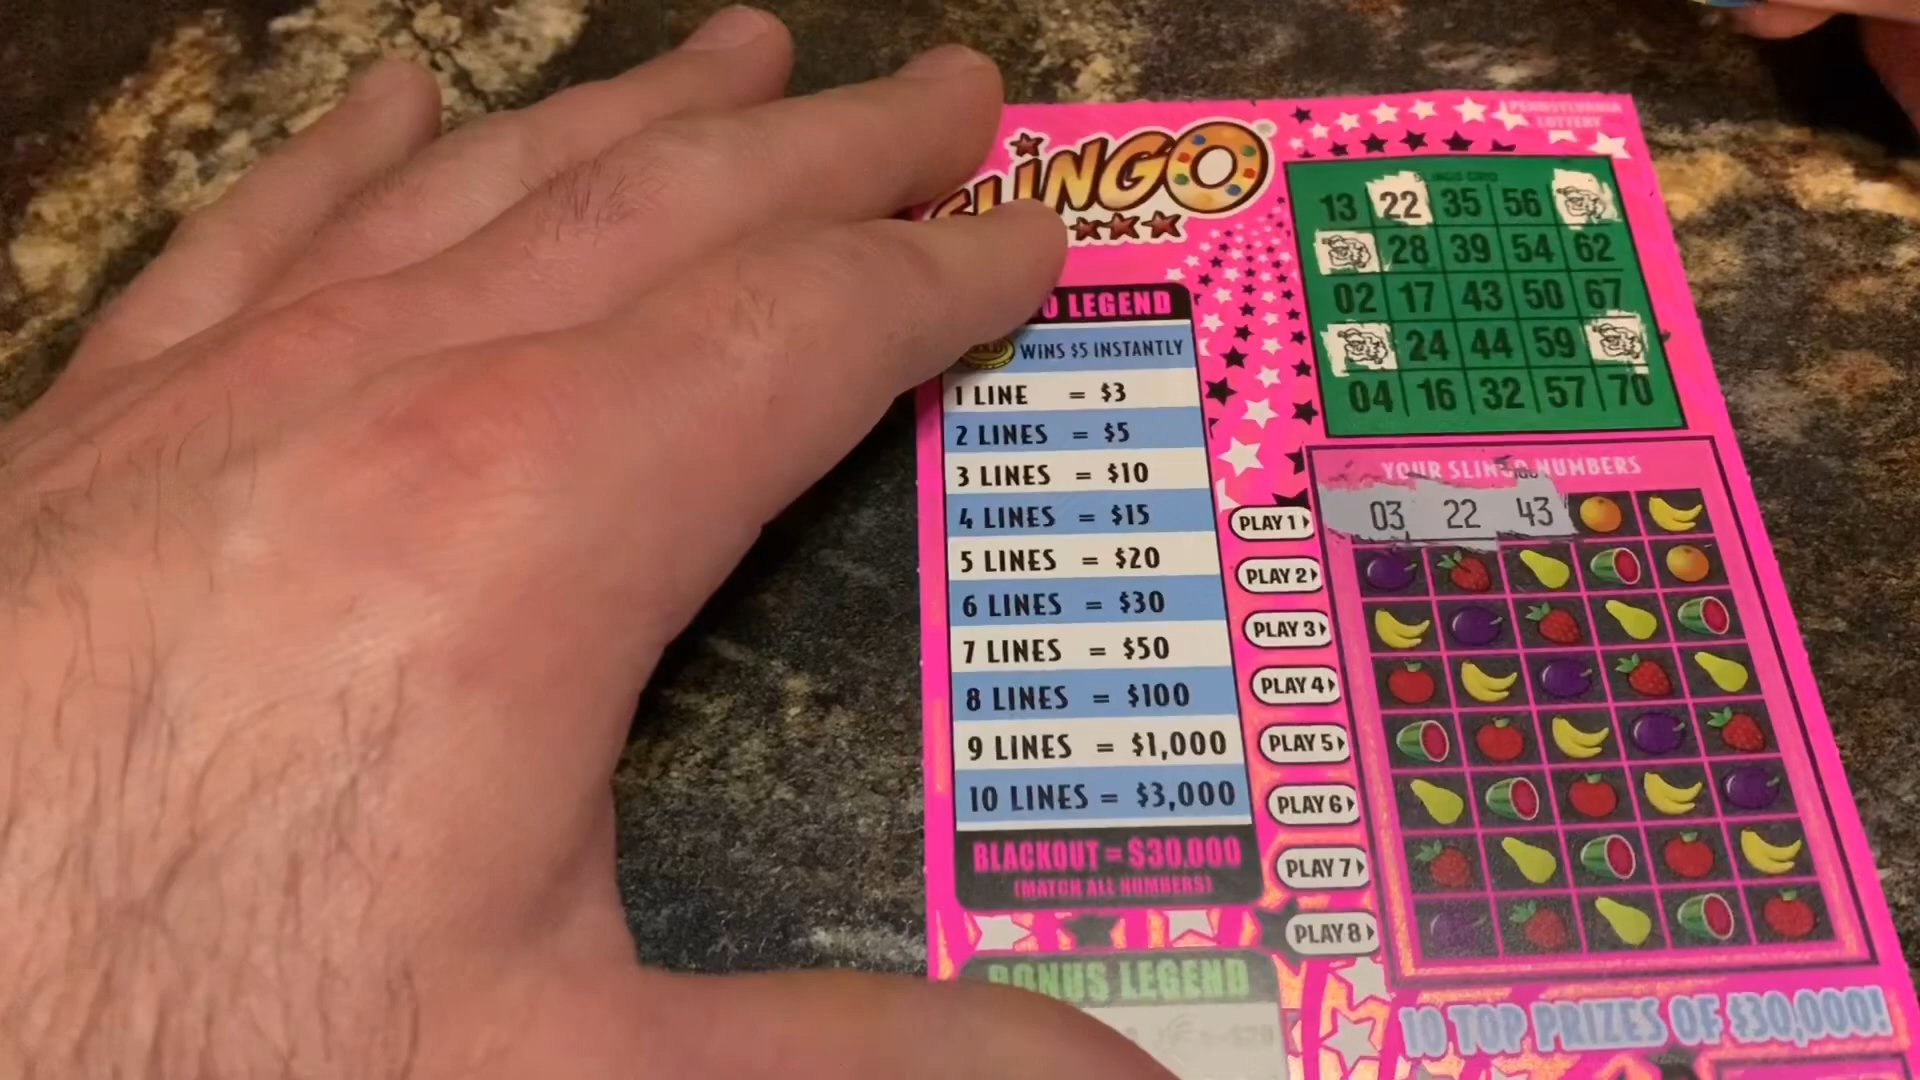 PENNSYLVANIA
LOTTERY
SLINGO®
SLINGO GRID
13 22 35 56
28 39 54 62
02 17 43 50 67
24 44 59
04 16 32 57 70
LEGEND
WINS $5 INSTANTLY
1 LINE = $3
2 LINES = $5
3 LINES = $10
4 LINES = $15
5 LINES = $20
6 LINES = $30
7 LINES = $50
8 LINES = $100
9 LINES = $1,000
10 LINES = $3,000
BLACKOUT = $30,000
(MATCH ALL NUMBERS)
BONUS LEGEND
YOUR SLINGO NUMBERS
PLAY 1 03 22 43
PLAY 2
PLAY 3
PLAY 4
PLAY 5
PLAY 6
PLAY 7
PLAY 8
10 TOP PRIZES OF $30,000!